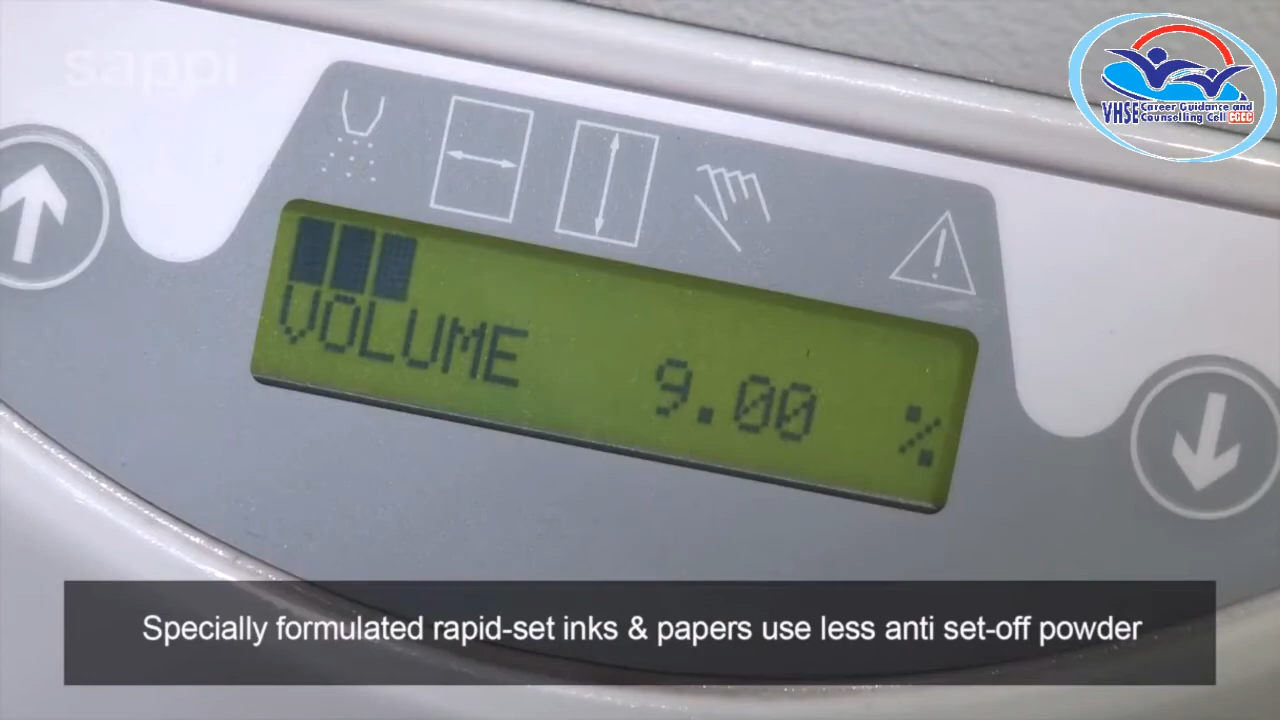 sappi
VHSE Career Guidance and
Counselling Cell CGCC
VOLUME 9.00 %
Specially formulated rapid-set inks & papers use less anti set-off powder